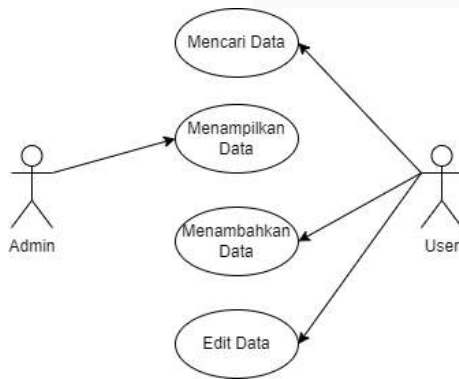 Mencari Data
Menampilkan
Data
Admin
User
Menambahkan
Data
Edit Data